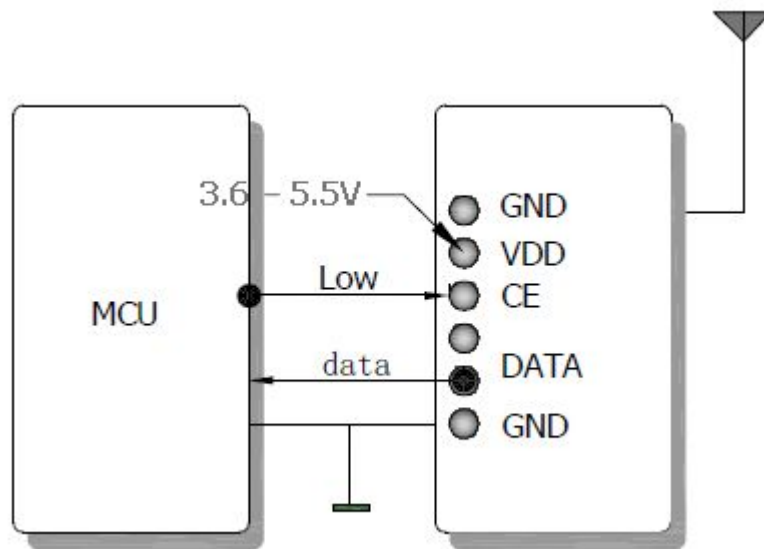 3.6 - 5.5V
GND
VDD
Low
CE
MCU
data
DATA
GND